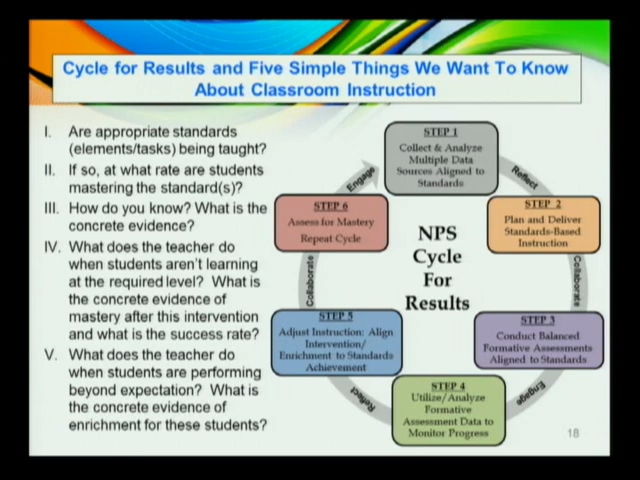 Cycle for Results and Five Simple Things We Want To Know
About Classroom Instruction
I. Are appropriate standards
(elements/tasks) being taught?
II. If so, at what rate are students
mastering the standard(s)?
III. How do you know? What is the
concrete evidence?
IV. What does the teacher do
when students aren't learning
at the required level? What is
the concrete evidence of
mastery after this intervention
and what is the success rate?
V. What does the teacher do
when students are performing
beyond expectation? What is
the concrete evidence of
enrichment for these students?
NPS
Cycle
For
Results
STEP 1
Collect & Analyze
Multiple Data
Sources Aligned to
Standards
Reflect
STEP 2
Plan and Deliver
Standards-Based
Instruction
Collaborate
STEP 3
Conduct Balanced
Formative Assessments
Aligned to Standards
Engage
STEP 4
Utilize/Analyze
Formative
Assessment Data to
Monitor Progress
Reflect
STEP 5
Adjust Instruction: Align
Intervention/
Enrichment to Standards
Achievement
Collaborate
STEP 6
Assess for Mastery
Repeat Cycle
Engage
18